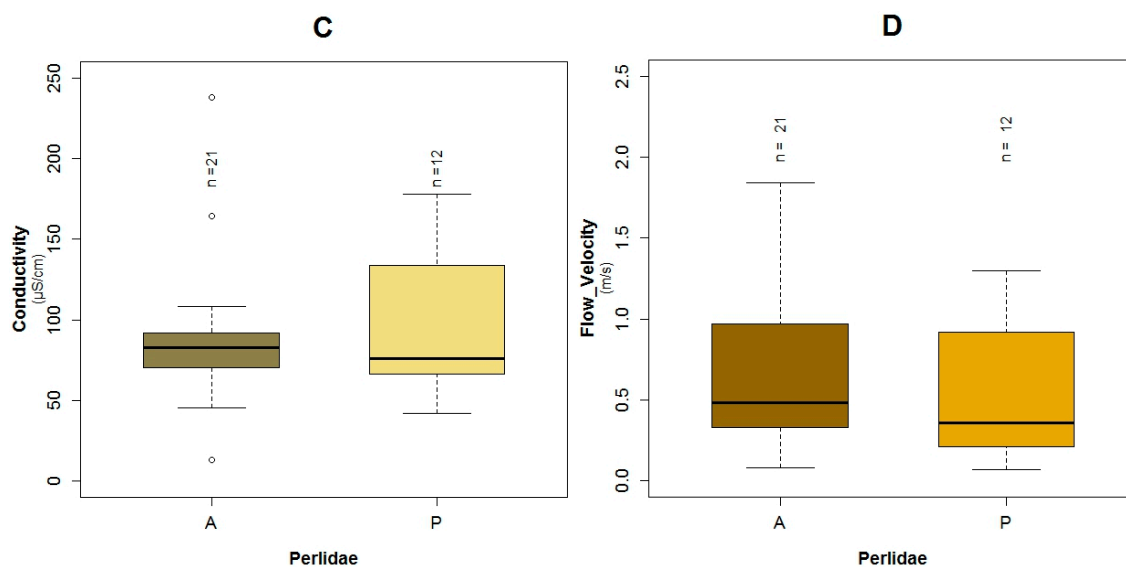 C
Conductivity
(µS/cm)
250
200
150
100
50
0
n =21
n =12
A
P
Perlidae
D
Flow_Velocity
(m/s)
2.5
2.0
1.5
1.0
0.5
0.0
n = 21
n = 12
A
P
Perlidae